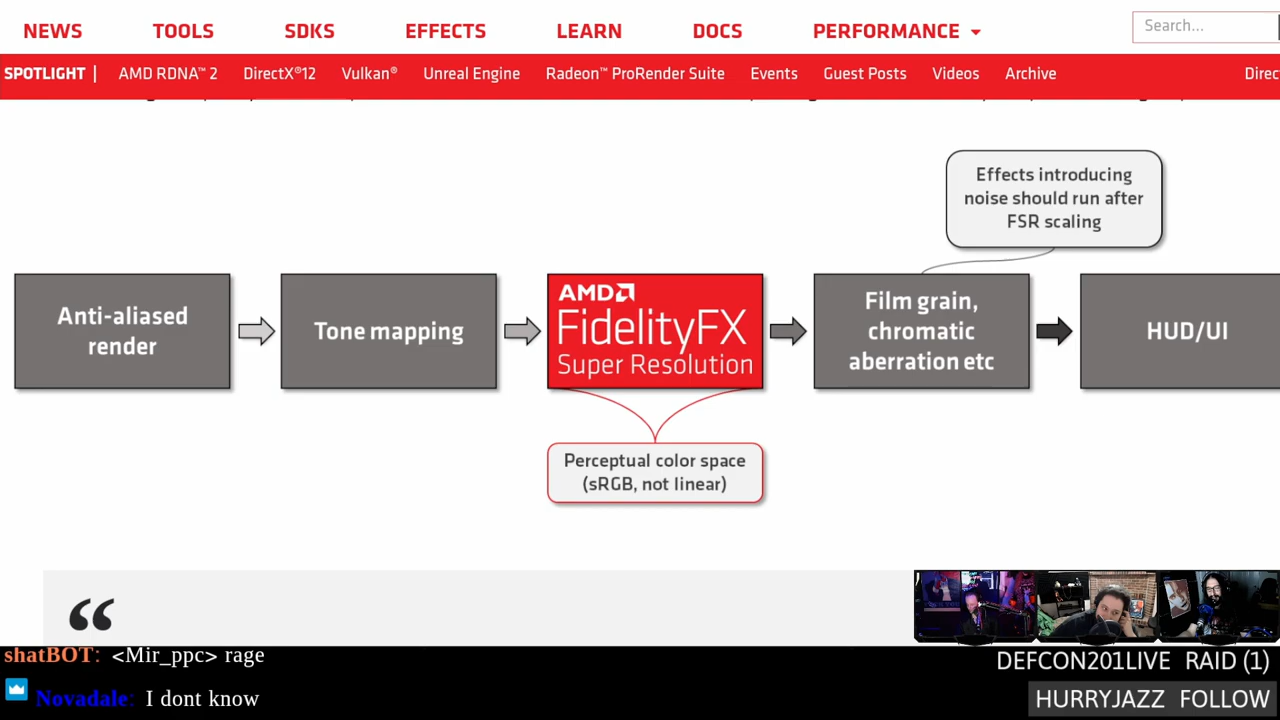 NEWS TOOLS SDKS EFFECTS LEARN DOCS PERFORMANCE Search...
SPOTLIGHT | AMD RDNA™ 2 DirectX®12 Vulkan® Unreal Engine Radeon™ ProRender Suite Events Guest Posts Videos Archive Direc
Effects introducing
noise should run after
FSR scaling
Anti-aliased
render
Tone mapping
AMD
FidelityFX
Super Resolution
Film grain,
chromatic
aberration etc
HUD/UI
Perceptual color space
(sRGB, not linear)
“
shatBOT: <Mir_ppc> rage
Novadale: I dont know
DEFCON201LIVE RAID (1)
HURRYJAZZ FOLLOW